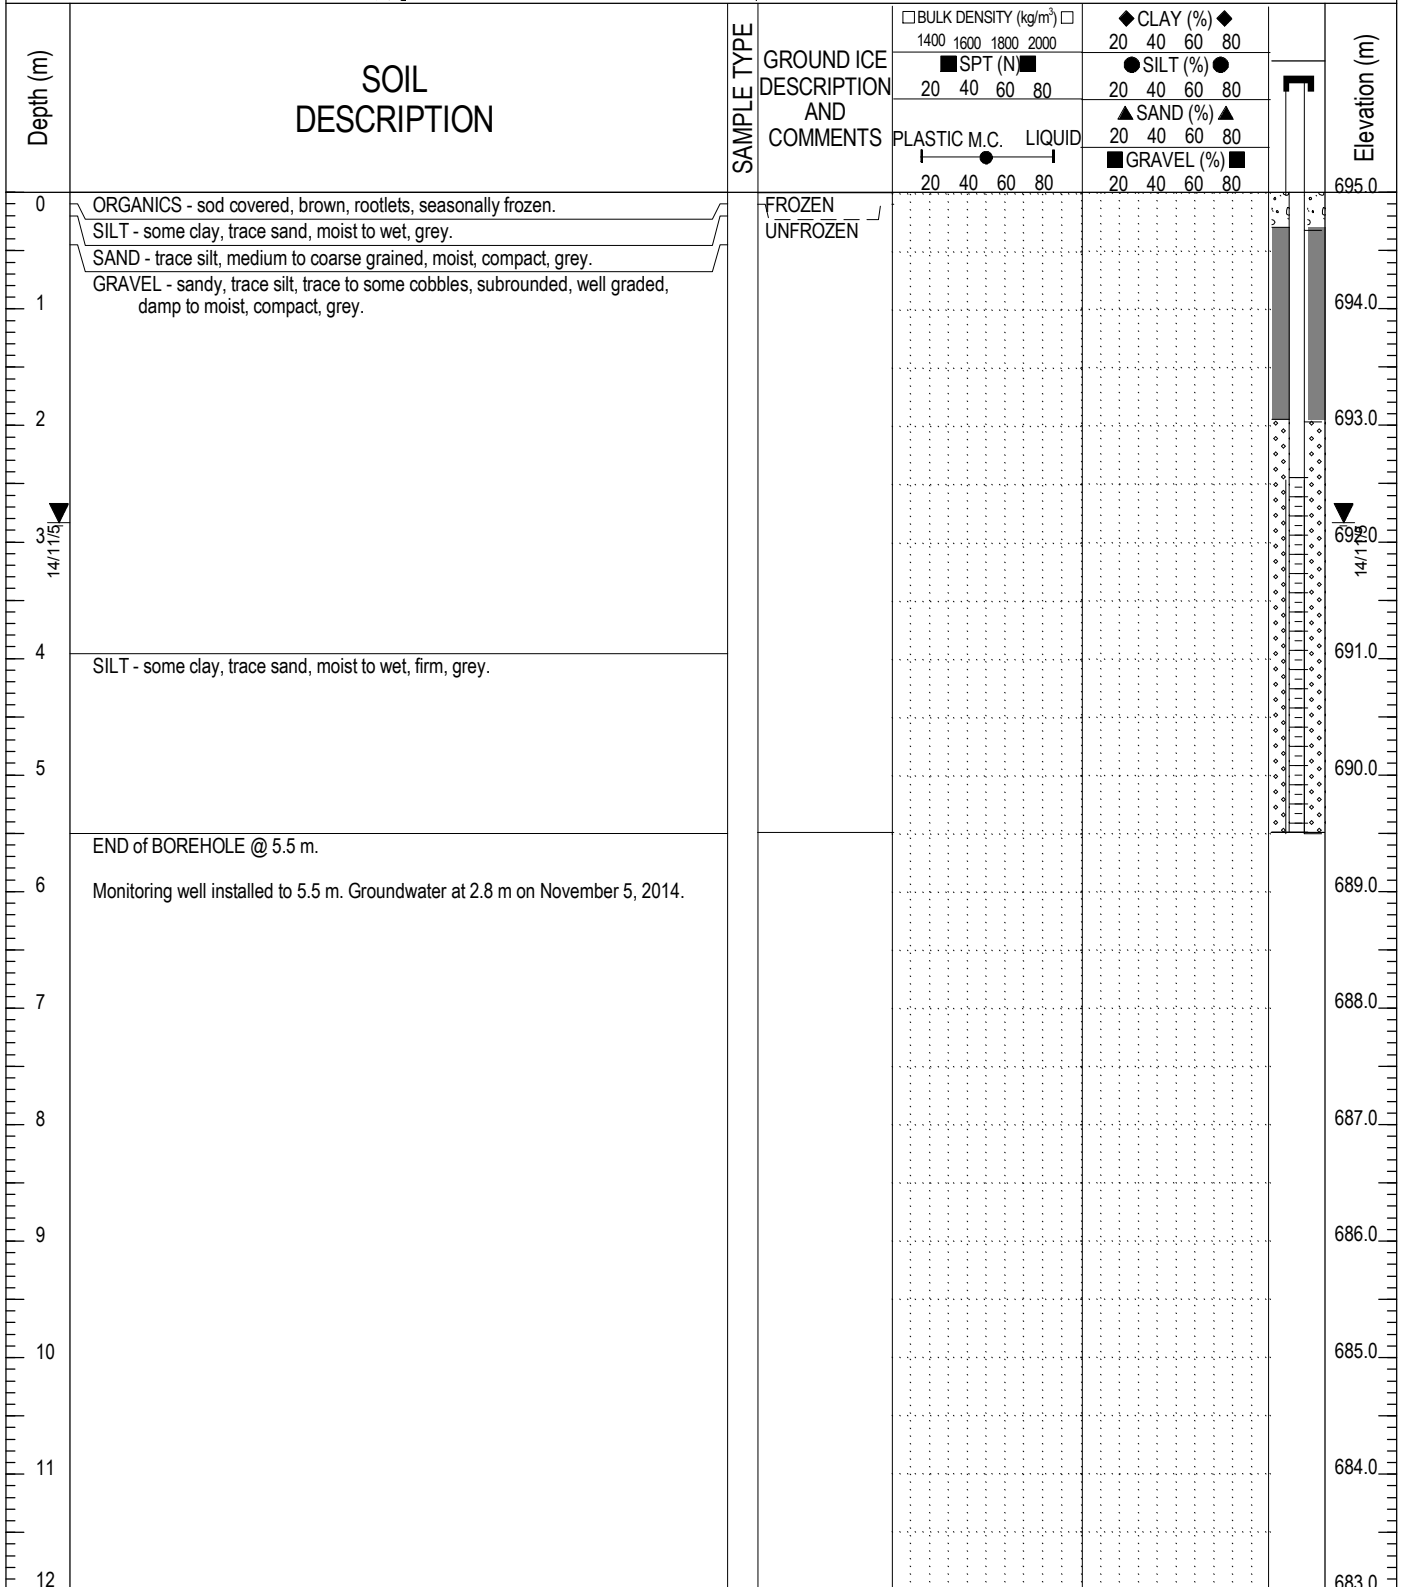 Depth (m)
SOIL
DESCRIPTION
SAMPLE TYPE
GROUND ICE
DESCRIPTION
AND
COMMENTS
□ BULK DENSITY (kg/m³) □
1400 1600 1800 2000
■ SPT (N) ■
20 40 60 80
PLASTIC M.C. LIQUID
20 40 60 80
◆ CLAY (%) ◆
20 40 60 80
● SILT (%) ●
20 40 60 80
▲ SAND (%) ▲
20 40 60 80
■ GRAVEL (%) ■
20 40 60 80
Elevation (m)
695.0
0
ORGANICS - sod covered, brown, rootlets, seasonally frozen.
FROZEN
SILT - some clay, trace sand, moist to wet, grey.
UNFROZEN
SAND - trace silt, medium to coarse grained, moist, compact, grey.
GRAVEL - sandy, trace silt, trace to some cobbles, subrounded, well graded,
damp to moist, compact, grey.
1
694.0
2
693.0
3
14/11/5
692.0
14/11/5
4
691.0
SILT - some clay, trace sand, moist to wet, firm, grey.
5
690.0
END of BOREHOLE @ 5.5 m.
6
689.0
Monitoring well installed to 5.5 m. Groundwater at 2.8 m on November 5, 2014.
7
688.0
8
687.0
9
686.0
10
685.0
11
684.0
12
683.0